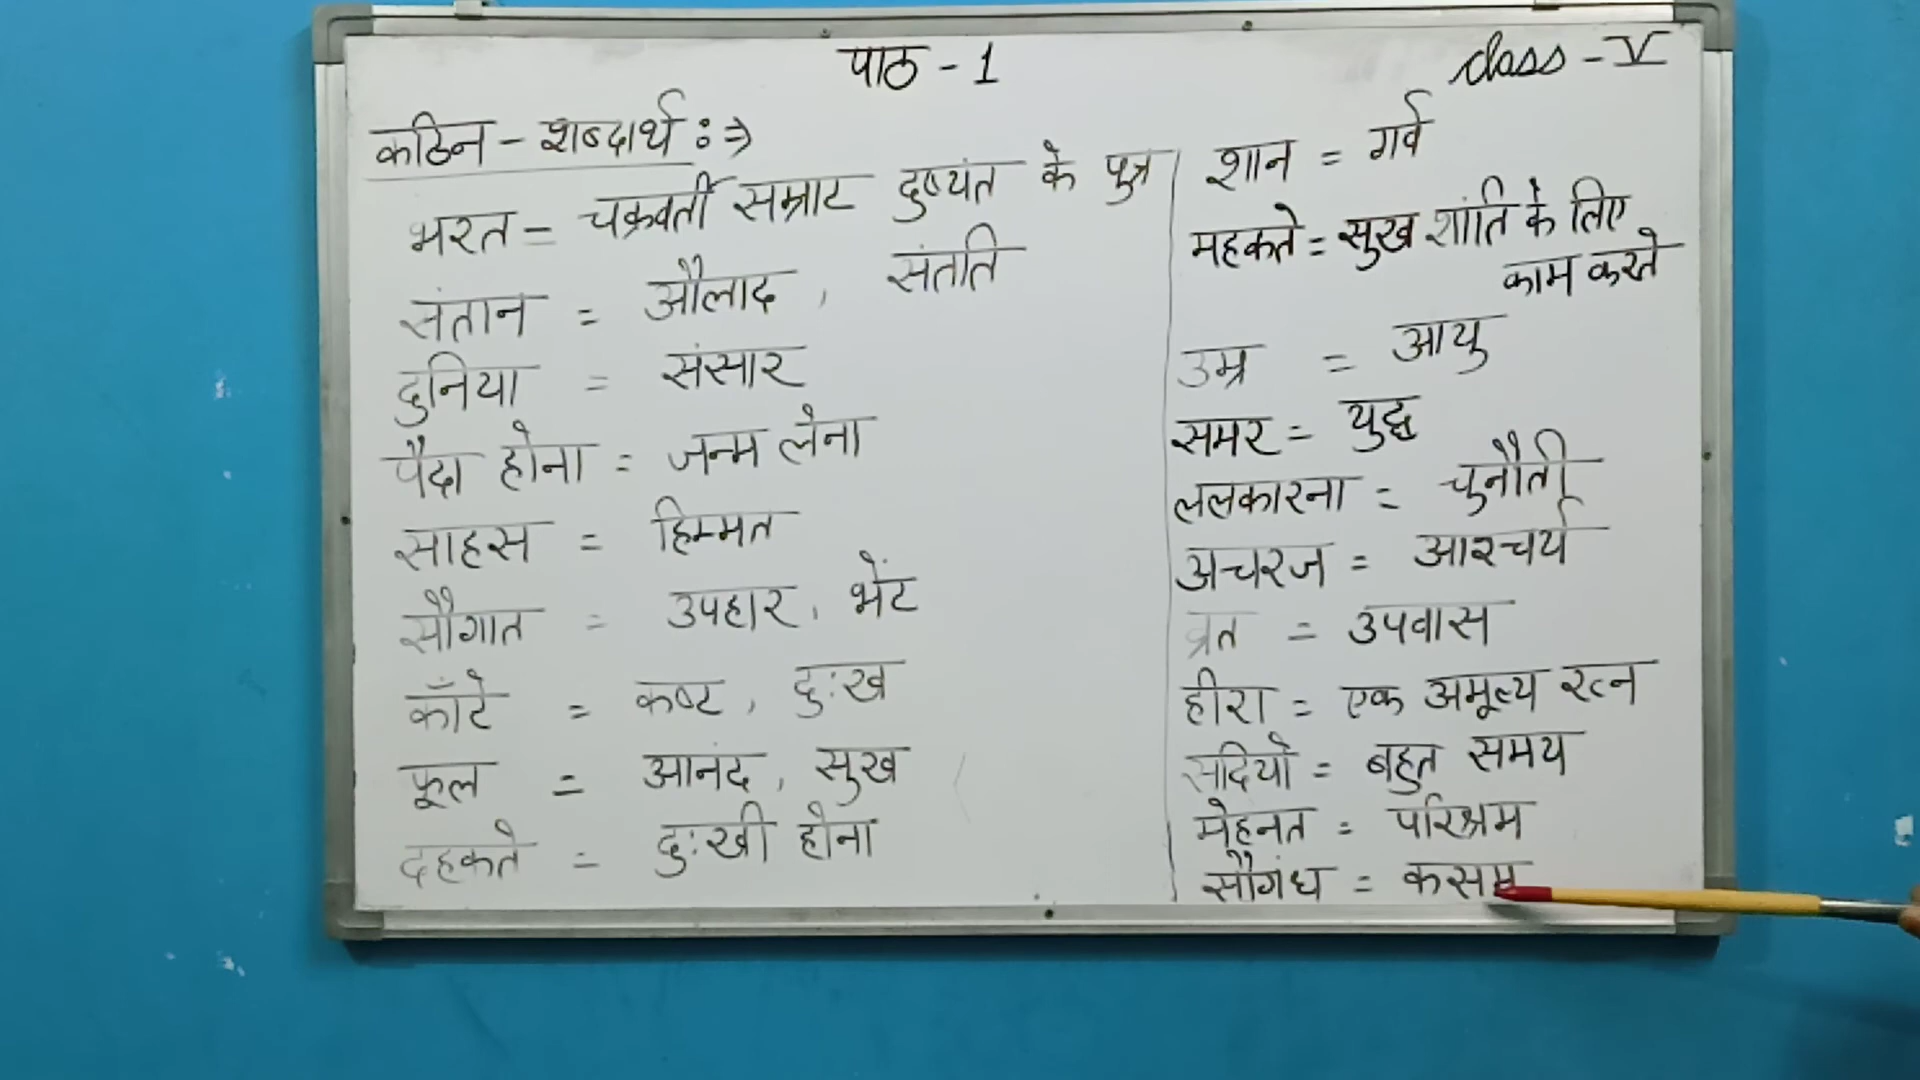 पाठ - 1
class - V
कठिन - शब्दार्थ :⇒
भरत = चक्रवर्ती सम्राट दुष्यंत के पुत्र
संतान = औलाद, संतति
दुनिया = संसार
पैदा होना = जन्म लेना
साहस = हिम्मत
सौगात = उपहार, भेंट
काँटे = कष्ट, दुःख
फूल = आनंद, सुख
दहकते = दुःखी होना
शान = गर्व
महकते = सुख शांति के लिए
काम करते
उम्र = आयु
समर = युद्ध
ललकारना = चुनौती
अचरज = आश्चर्य
व्रत = उपवास
हीरा = एक अमूल्य रत्न
सदियों = बहुत समय
मेहनत = परिश्रम
सौगंध = कसम